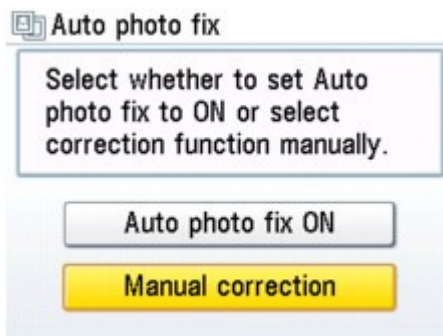 Auto photo fix
Select whether to set Auto
photo fix to ON or select
correction function manually.
Auto photo fix ON
Manual correction